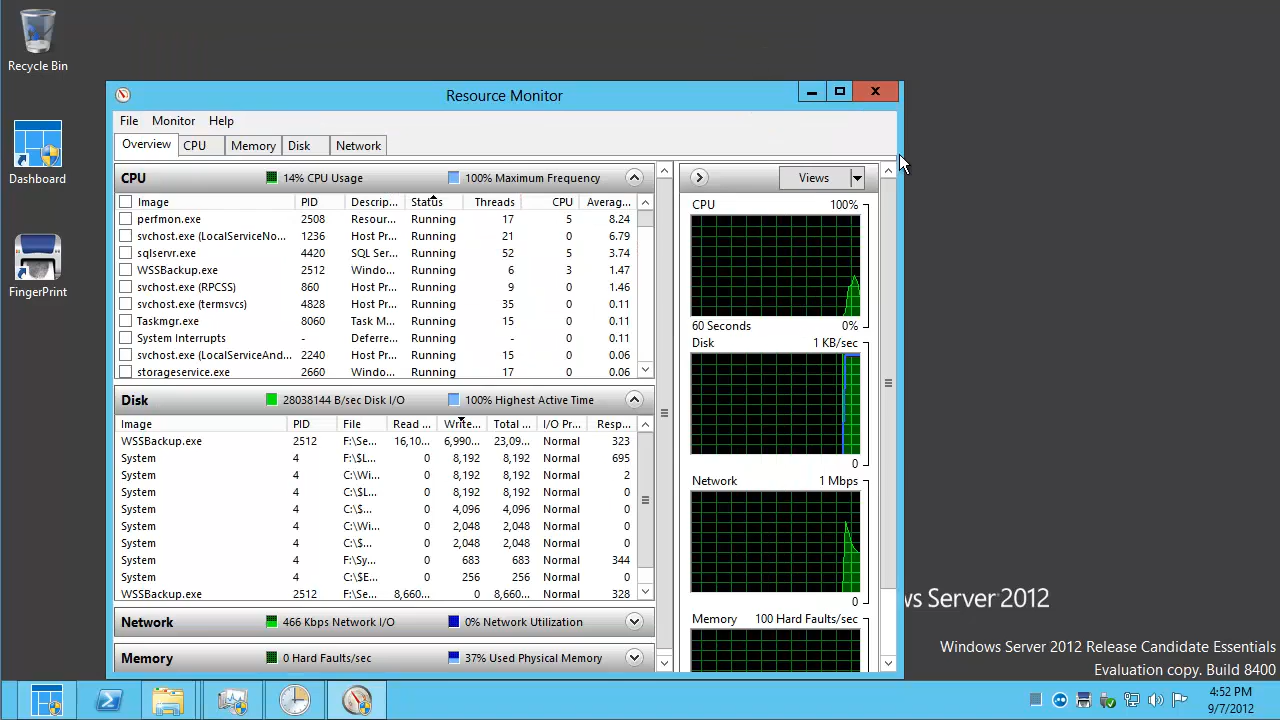 Recycle Bin
Dashboard
FingerPrint
Resource Monitor
File Monitor Help
Overview CPU Memory Disk Network
CPU 14% CPU Usage 100% Maximum Frequency
Image PID Descrip... Status Threads CPU Averag...
perfmon.exe 2508 Resour... Running 17 5 8.24
svchost.exe (LocalServiceNo... 1236 Host Pr... Running 21 0 6.79
sqlservr.exe 4420 SQL Ser... Running 52 5 3.74
WSSBackup.exe 2512 Windo... Running 6 3 1.47
svchost.exe (RPCSS) 860 Host Pr... Running 9 0 1.46
svchost.exe (termsvcs) 4828 Host Pr... Running 35 0 0.11
Taskmgr.exe 8060 Task M... Running 15 0 0.11
System Interrupts - Deferre... Running - 0 0.11
svchost.exe (LocalServiceAnd... 2240 Host Pr... Running 15 0 0.06
storageservice.exe 2660 Windo... Running 17 0 0.06
Disk 28038144 B/sec Disk I/O 100% Highest Active Time
Image PID File Read ... Write... Total ... I/O Pr... Resp...
WSSBackup.exe 2512 F:\Se... 16,10... 6,990... 23,09... Normal 323
System 4 F:\$L... 0 8,192 8,192 Normal 695
System 4 C:\Wi... 0 8,192 8,192 Normal 2
System 4 C:\$L... 0 8,192 8,192 Normal 0
System 4 C:\$... 0 4,096 4,096 Normal 0
System 4 C:\Wi... 0 2,048 2,048 Normal 0
System 4 C:\$... 0 2,048 2,048 Normal 0
System 4 F:\Sy... 0 683 683 Normal 344
System 4 C:\$E... 0 256 256 Normal 0
WSSBackup.exe 2512 F:\Se... 8,660... 0 8,660... Normal 328
Network 466 Kbps Network I/O 0% Network Utilization
Memory 0 Hard Faults/sec 37% Used Physical Memory
Views
CPU 100%
60 Seconds 0%
Disk 1 KB/sec
0
Network 1 Mbps
0
Memory 100 Hard Faults/sec
ws Server 2012
Windows Server 2012 Release Candidate Essentials
Evaluation copy. Build 8400
4:52 PM
9/7/2012